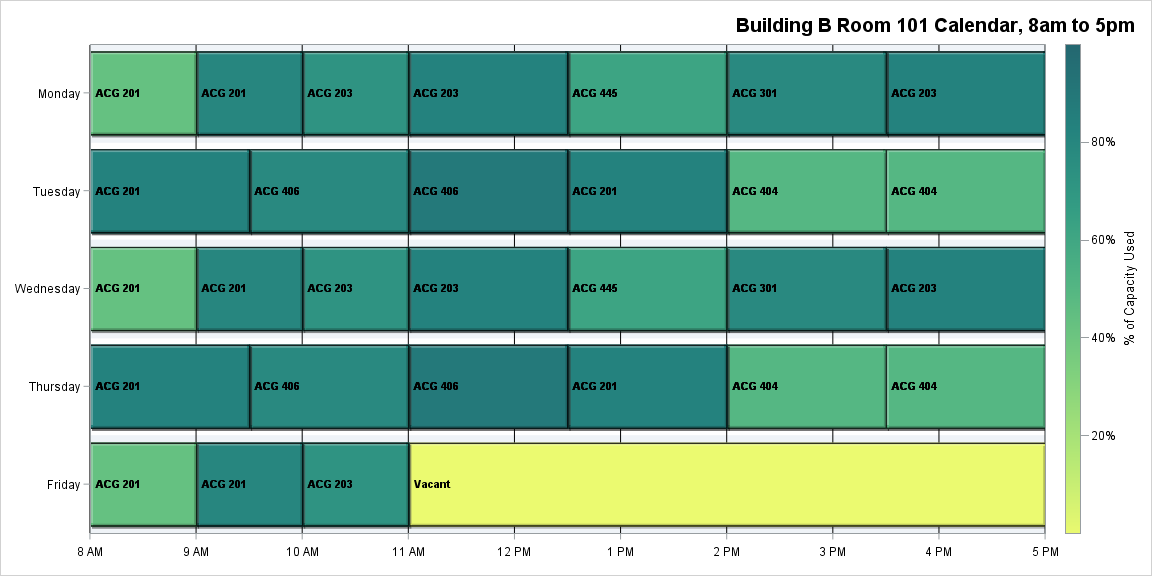 Building B Room 101 Calendar, 8am to 5pm
Monday
ACG 201
ACG 201
ACG 203
ACG 203
ACG 445
ACG 301
ACG 203
Tuesday
ACG 201
ACG 406
ACG 406
ACG 201
ACG 404
ACG 404
Wednesday
ACG 201
ACG 201
ACG 203
ACG 203
ACG 445
ACG 301
ACG 203
Thursday
ACG 201
ACG 406
ACG 406
ACG 201
ACG 404
ACG 404
Friday
ACG 201
ACG 201
ACG 203
Vacant
8 AM
9 AM
10 AM
11 AM
12 PM
1 PM
2 PM
3 PM
4 PM
5 PM
80%
60%
40%
20%
% of Capacity Used